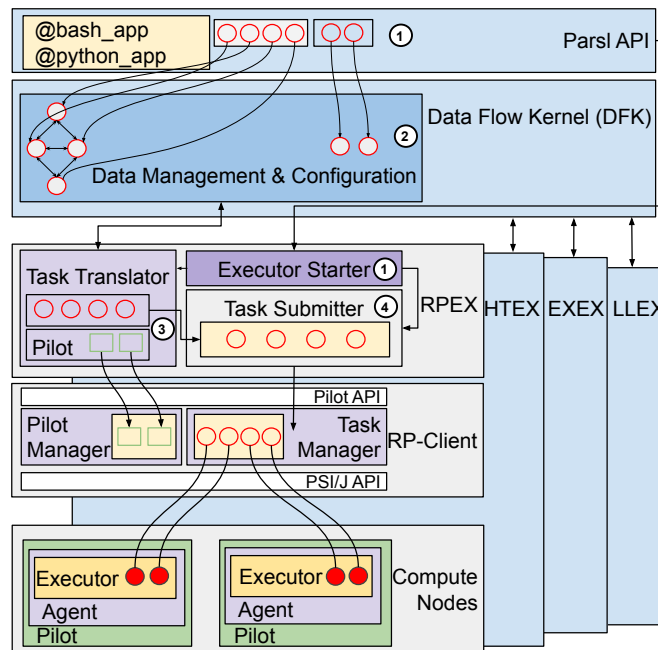 @bash_app
@python_app
1
Parsl API
Data Flow Kernel (DFK)
2
Data Management & Configuration
Task Translator
Executor Starter
1
Task Submitter
4
RPEX
HTEX
EXEX
LLEX
3
Pilot
Pilot API
Pilot
Manager
Task
Manager
RP-Client
PSI/J API
Executor
Agent
Pilot
Executor
Agent
Pilot
Compute
Nodes